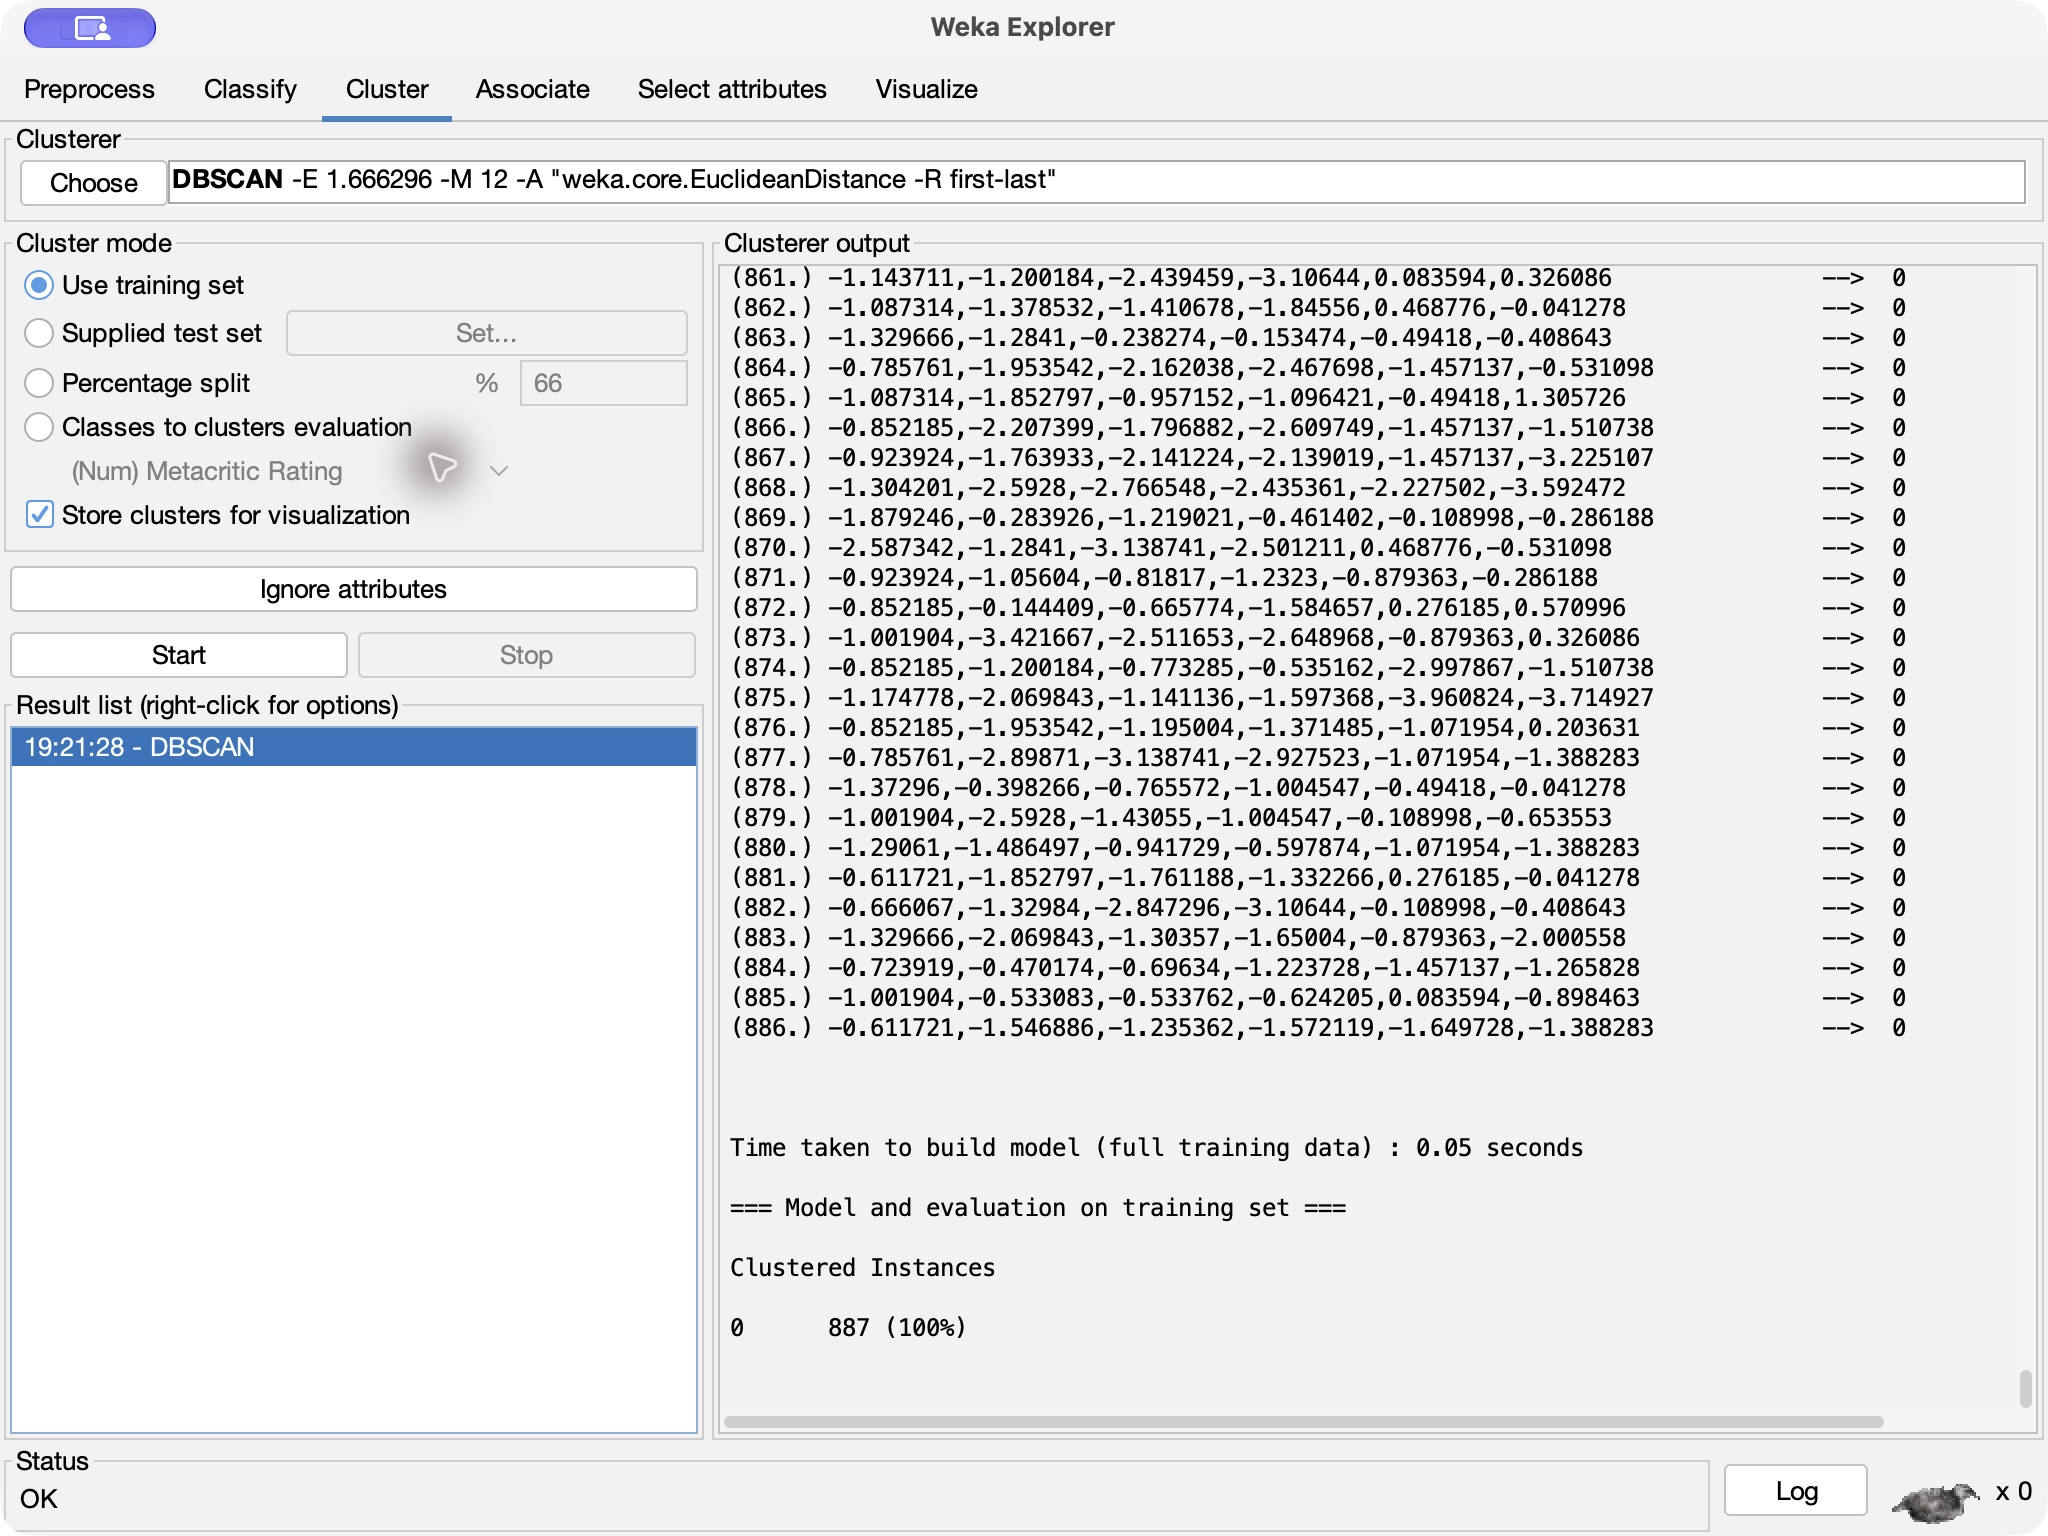 Weka Explorer
Preprocess Classify Cluster Associate Select attributes Visualize
Clusterer
Choose DBSCAN -E 1.666296 -M 12 -A "weka.core.EuclideanDistance -R first-last"
Cluster mode
Use training set
Supplied test set Set...
Percentage split % 66
Classes to clusters evaluation
(Num) Metacritic Rating
Store clusters for visualization
Ignore attributes
Start Stop
Result list (right-click for options)
19:21:28 - DBSCAN
Clusterer output
(861.) -1.143711,-1.200184,-2.439459,-3.10644,0.083594,0.326086 --> 0
(862.) -1.087314,-1.378532,-1.410678,-1.84556,0.468776,-0.041278 --> 0
(863.) -1.329666,-1.2841,-0.238274,-0.153474,-0.49418,-0.408643 --> 0
(864.) -0.785761,-1.953542,-2.162038,-2.467698,-1.457137,-0.531098 --> 0
(865.) -1.087314,-1.852797,-0.957152,-1.096421,-0.49418,1.305726 --> 0
(866.) -0.852185,-2.207399,-1.796882,-2.609749,-1.457137,-1.510738 --> 0
(867.) -0.923924,-1.763933,-2.141224,-2.139019,-1.457137,-3.225107 --> 0
(868.) -1.304201,-2.5928,-2.766548,-2.435361,-2.227502,-3.592472 --> 0
(869.) -1.879246,-0.283926,-1.219021,-0.461402,-0.108998,-0.286188 --> 0
(870.) -2.587342,-1.2841,-3.138741,-2.501211,0.468776,-0.531098 --> 0
(871.) -0.923924,-1.05604,-0.81817,-1.2323,-0.879363,-0.286188 --> 0
(872.) -0.852185,-0.144409,-0.665774,-1.584657,0.276185,0.570996 --> 0
(873.) -1.001904,-3.421667,-2.511653,-2.648968,-0.879363,0.326086 --> 0
(874.) -0.852185,-1.200184,-0.773285,-0.535162,-2.997867,-1.510738 --> 0
(875.) -1.174778,-2.069843,-1.141136,-1.597368,-3.960824,-3.714927 --> 0
(876.) -0.852185,-1.953542,-1.195004,-1.371485,-1.071954,0.203631 --> 0
(877.) -0.785761,-2.89871,-3.138741,-2.927523,-1.071954,-1.388283 --> 0
(878.) -1.37296,-0.398266,-0.765572,-1.004547,-0.49418,-0.041278 --> 0
(879.) -1.001904,-2.5928,-1.43055,-1.004547,-0.108998,-0.653553 --> 0
(880.) -1.29061,-1.486497,-0.941729,-0.597874,-1.071954,-1.388283 --> 0
(881.) -0.611721,-1.852797,-1.761188,-1.332266,0.276185,-0.041278 --> 0
(882.) -0.666067,-1.32984,-2.847296,-3.10644,-0.108998,-0.408643 --> 0
(883.) -1.329666,-2.069843,-1.30357,-1.65004,-0.879363,-2.000558 --> 0
(884.) -0.723919,-0.470174,-0.69634,-1.223728,-1.457137,-1.265828 --> 0
(885.) -1.001904,-0.533083,-0.533762,-0.624205,0.083594,-0.898463 --> 0
(886.) -0.611721,-1.546886,-1.235362,-1.572119,-1.649728,-1.388283 --> 0
Time taken to build model (full training data) : 0.05 seconds
=== Model and evaluation on training set ===
Clustered Instances
0 887 (100%)
Status
OK
Log x 0